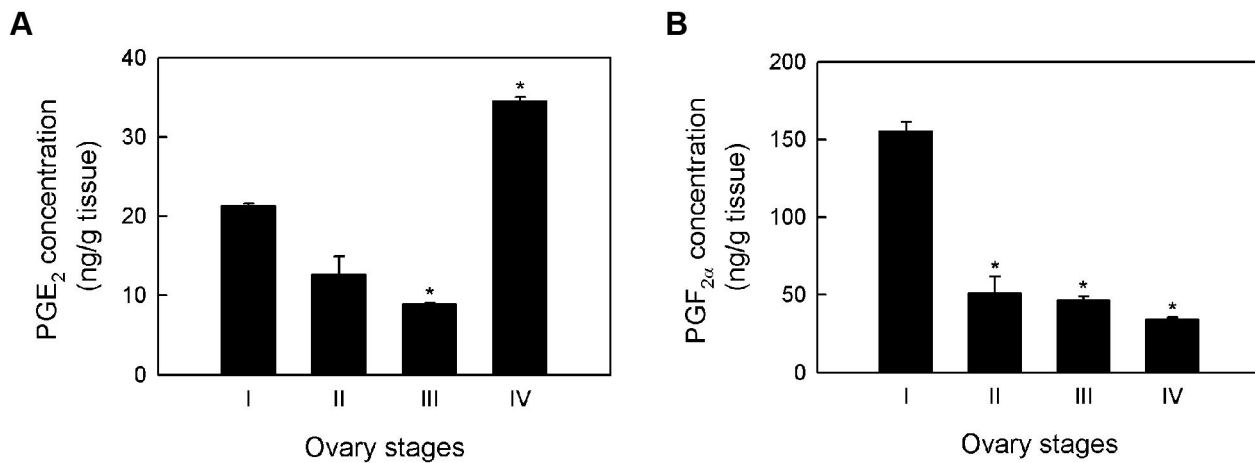 A
PGE2 concentration
(ng/g tissue)
40
30
20
10
0
*
*
I II III IV
Ovary stages
B
PGF2α concentration
(ng/g tissue)
200
150
100
50
0
*
*
*
I II III IV
Ovary stages